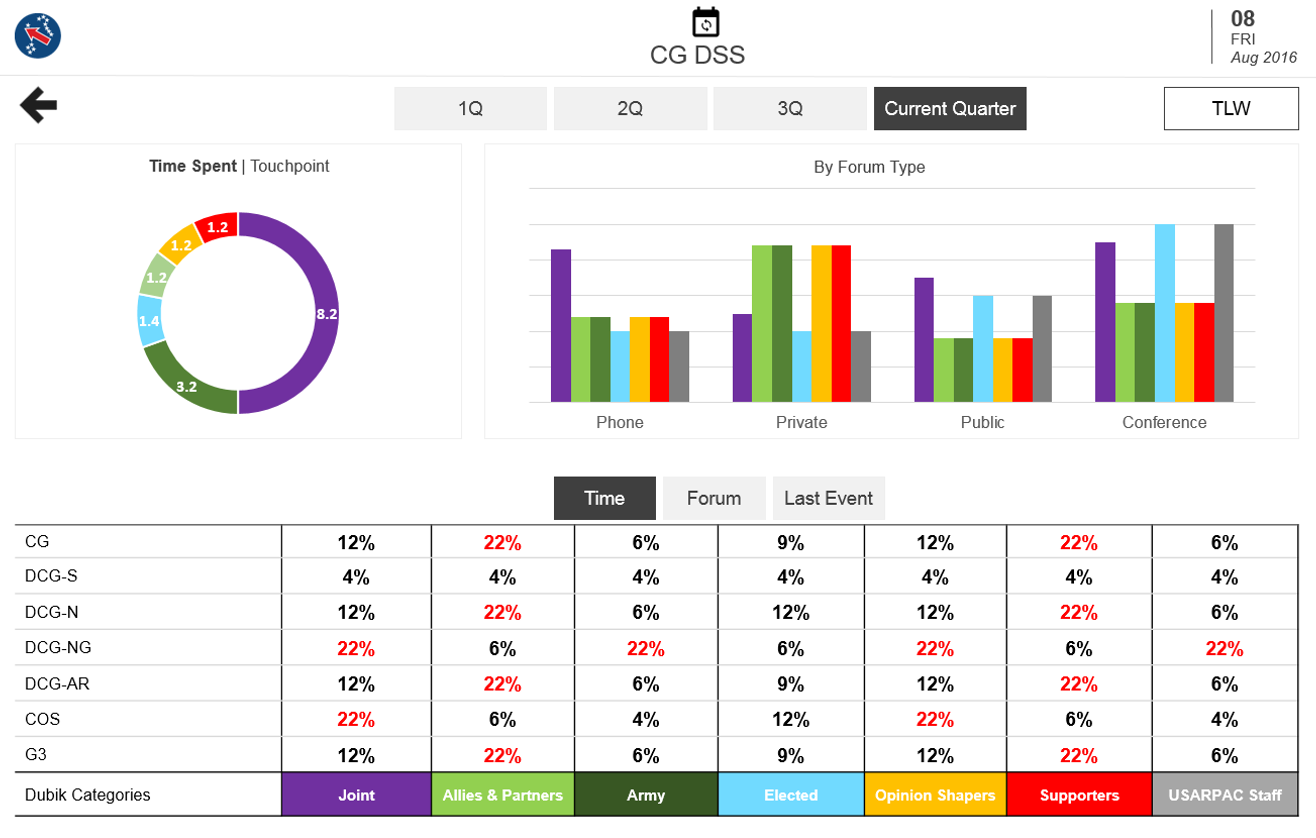 CG DSS
08
FRI
Aug 2016
1Q 2Q 3Q Current Quarter TLW
Time Spent | Touchpoint
By Forum Type
1.2
1.2
1.2
1.4
8.2
3.2
Phone Private Public Conference
Time Forum Last Event
CG 12% 22% 6% 9% 12% 22% 6%
DCG-S 4% 4% 4% 4% 4% 4% 4%
DCG-N 12% 22% 6% 12% 12% 22% 6%
DCG-NG 22% 6% 22% 6% 22% 6% 22%
DCG-AR 12% 22% 6% 9% 12% 22% 6%
COS 22% 6% 4% 12% 22% 6% 4%
G3 12% 22% 6% 9% 12% 22% 6%
Dubik Categories Joint Allies & Partners Army Elected Opinion Shapers Supporters USARPAC Staff